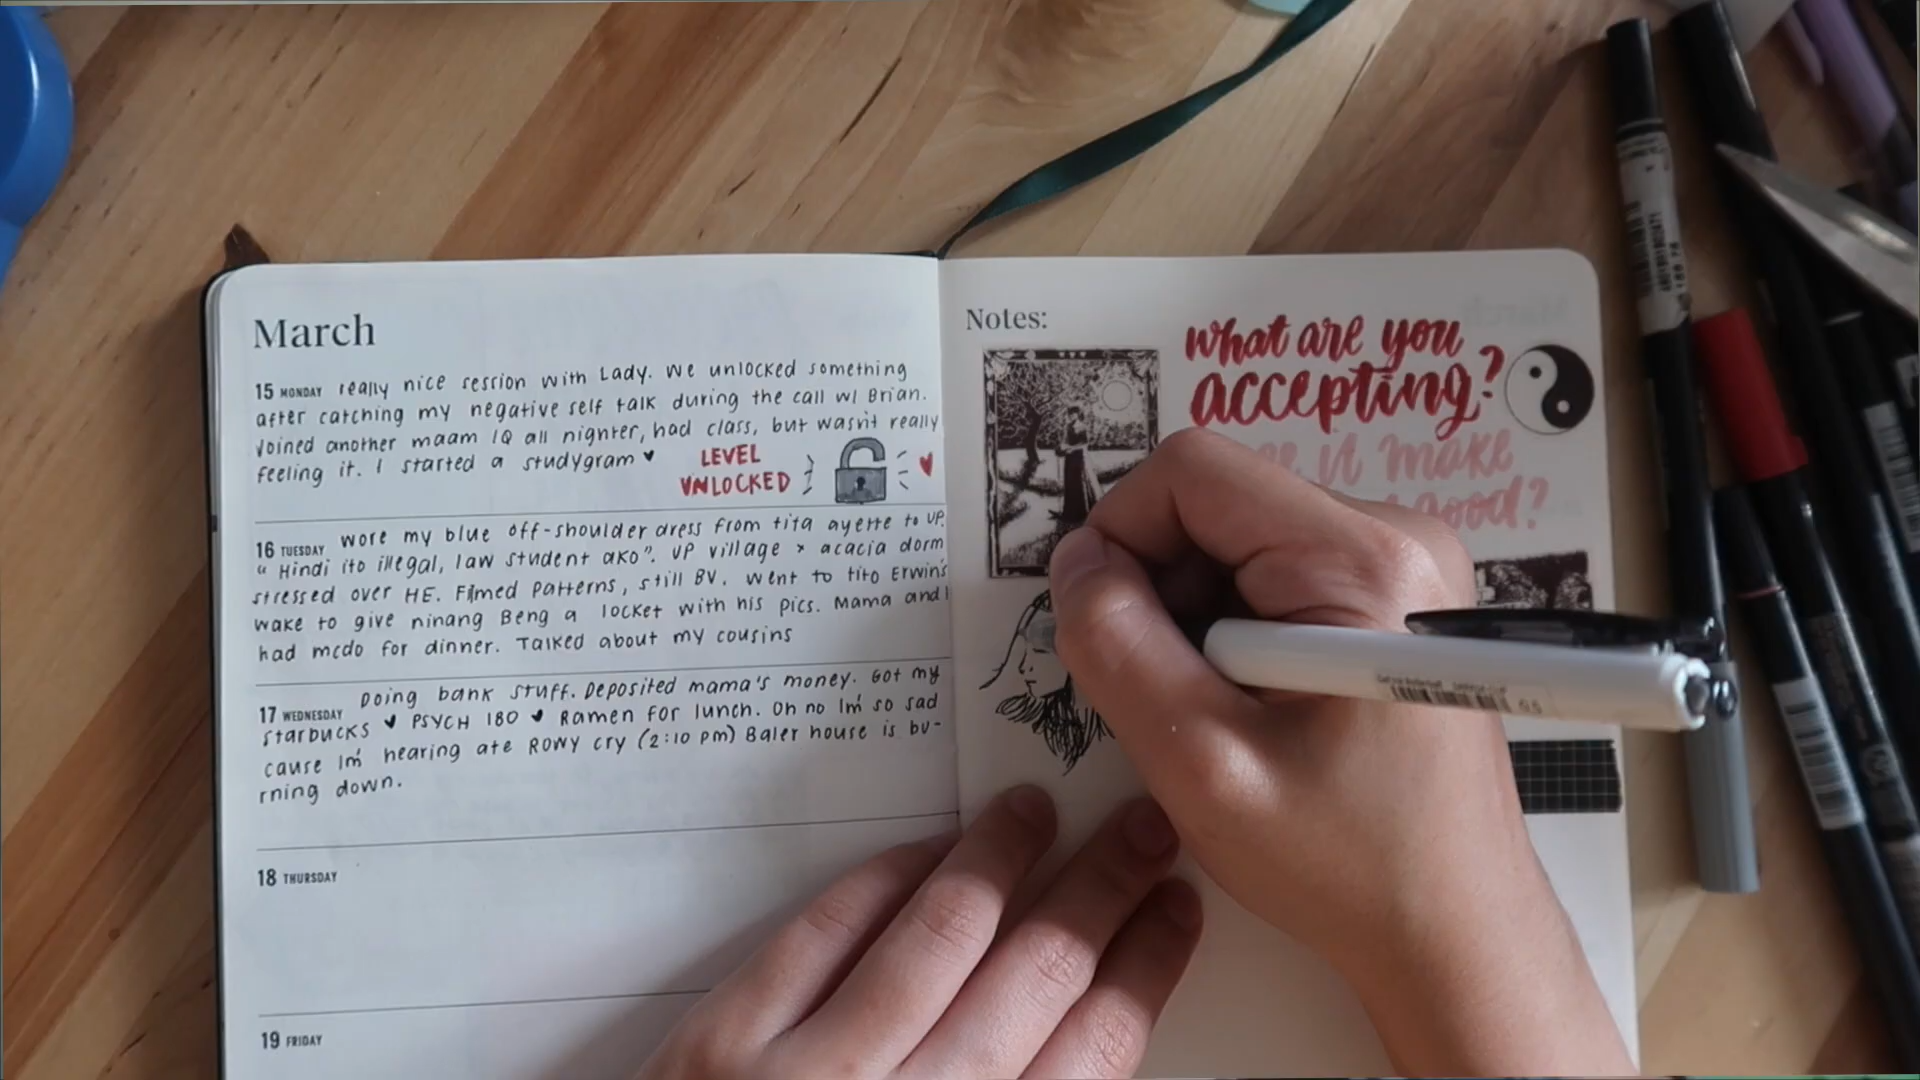 March
15 MONDAY really nice session with Lady. We unlocked something
after catching my negative self talk during the call w/ Brian.
Joined another maam IQ all nighter, had class, but wasn't really
feeling it. I started a studygram ♥
LEVEL
UNLOCKED
16 TUESDAY wore my blue off-shoulder dress from tita ayette to UP.
"Hindi ito illegal, law student ako". UP village + acacia dorm
stressed over HE. Filmed Patterns, still BV. Went to tito Erwin's
wake to give ninang Beng a locket with his pics. Mama and I
had mcdo for dinner. Talked about my cousins
17 WEDNESDAY Doing bank stuff. Deposited mama's money. Got my
starbucks ♥ PSYCH 180 ♥ Ramen for lunch. Oh no Im so sad
cause Im hearing ate Rowy cry (2:10 pm) Baler house is bu-
rning down.
18 THURSDAY
19 FRIDAY
Notes:
what are you
accepting?
it make
good?
0.5